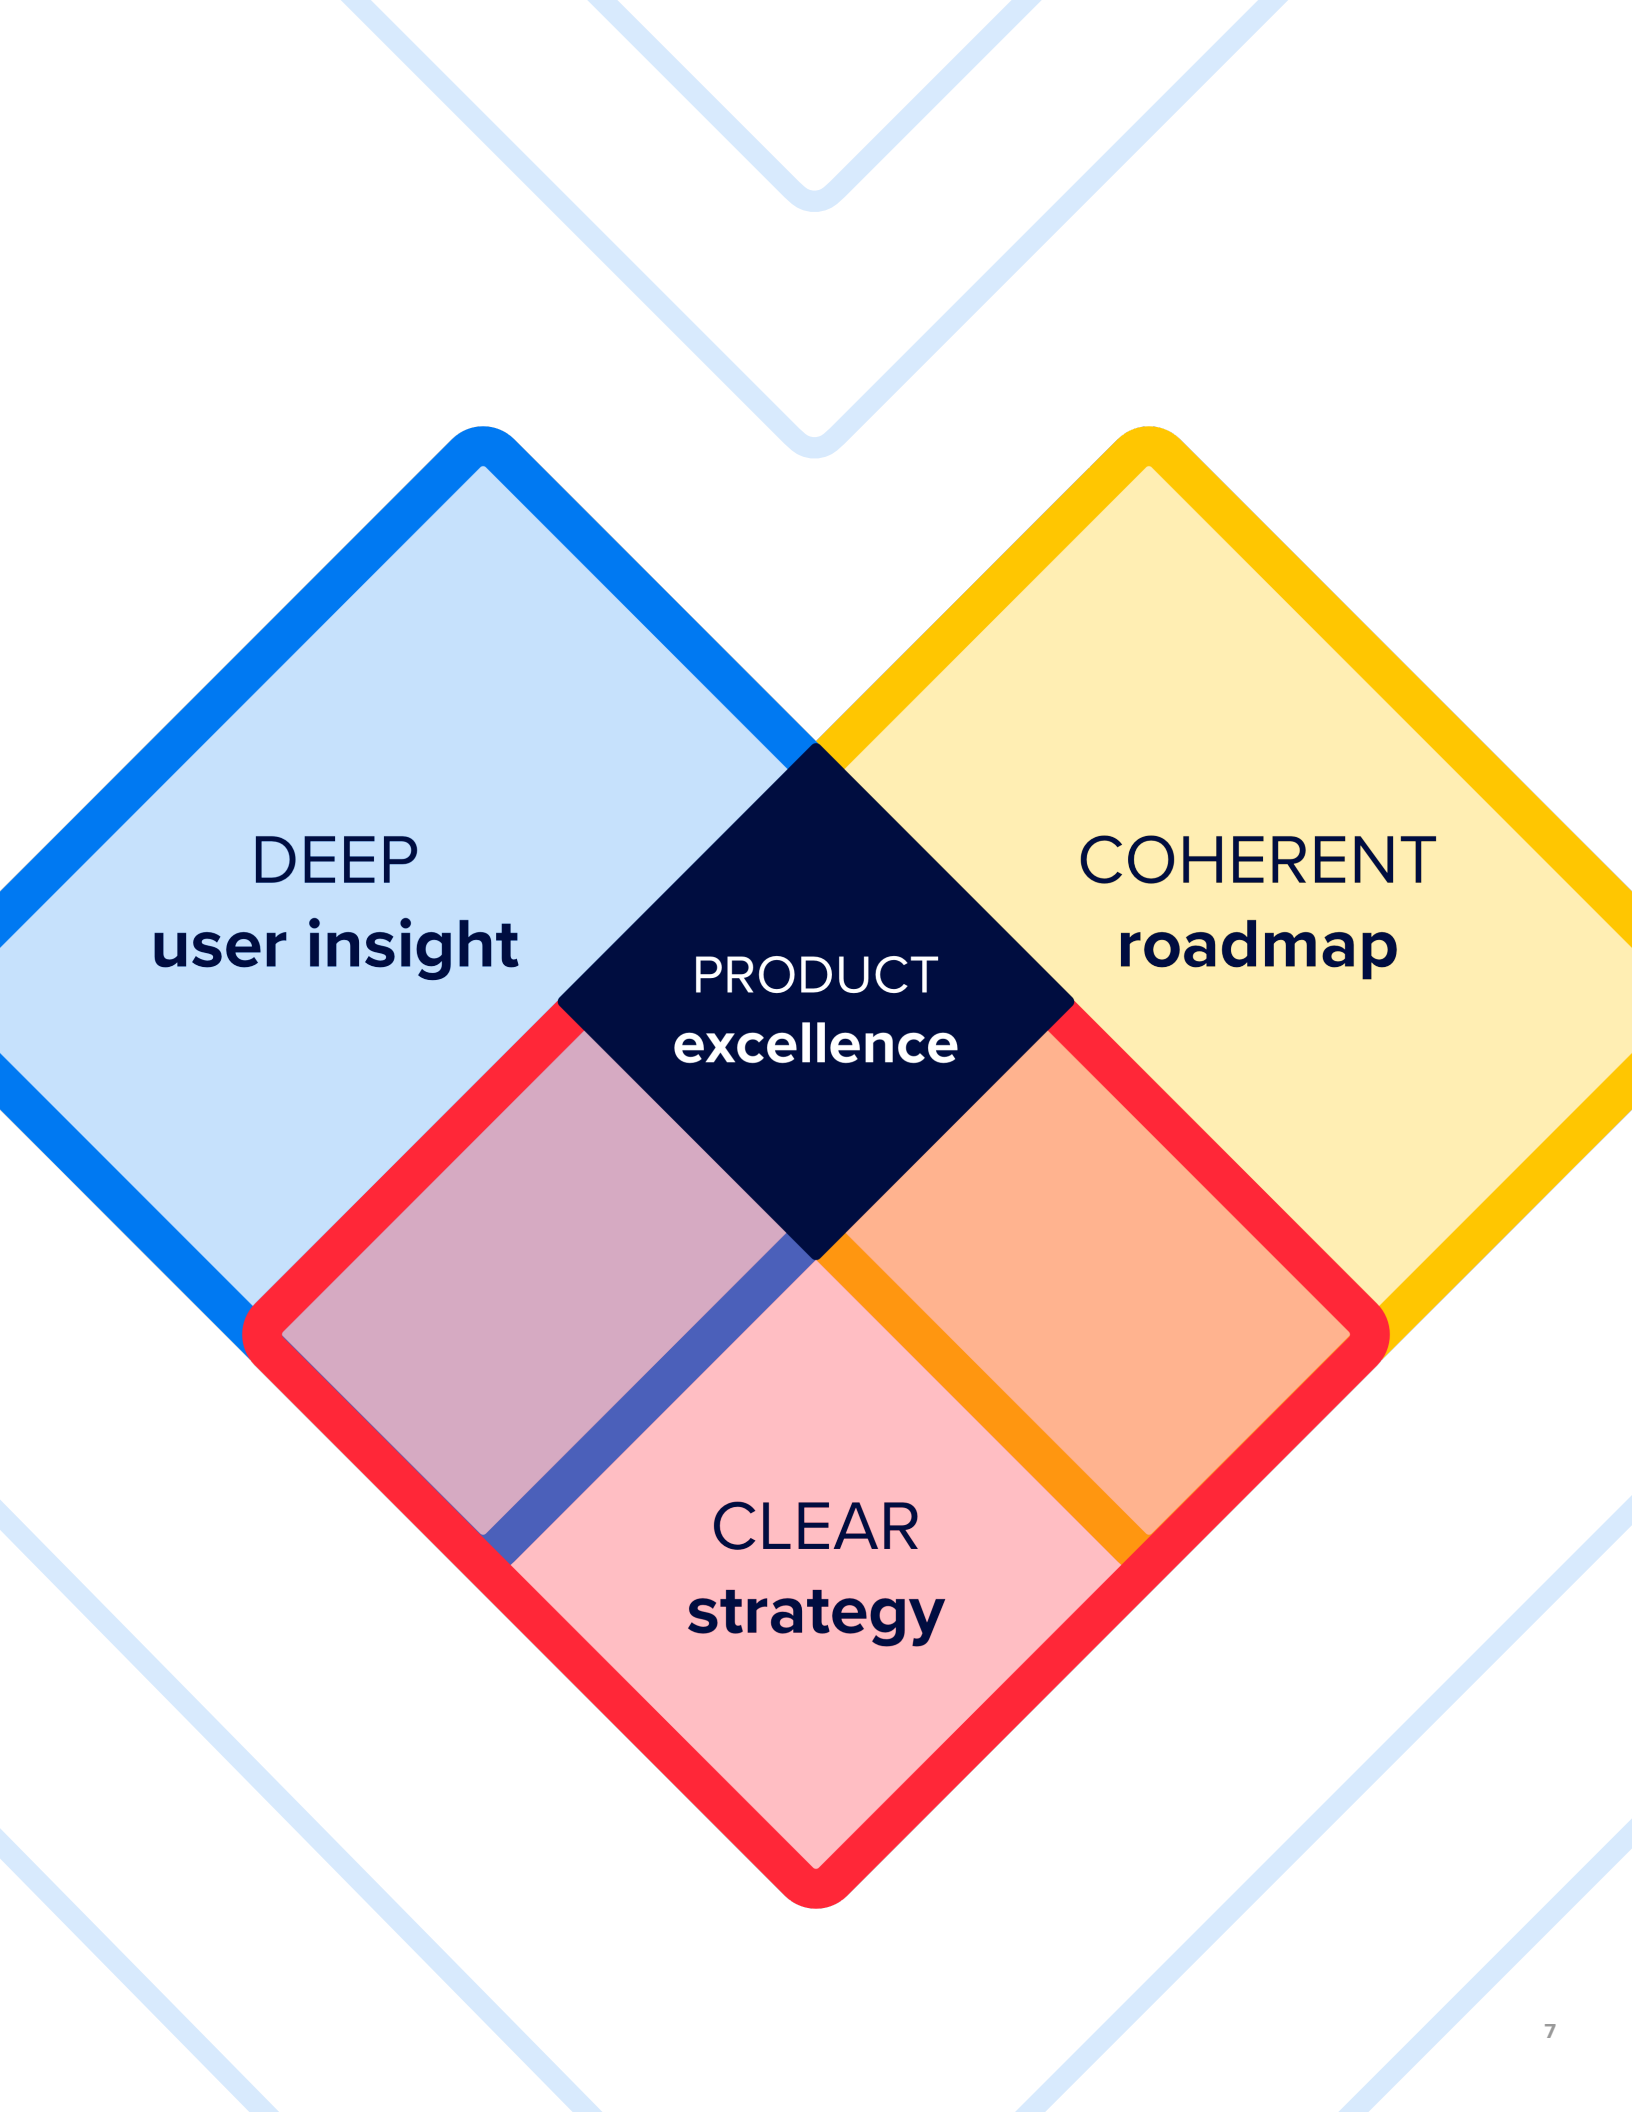 DEEP
user insight
COHERENT
roadmap
PRODUCT
excellence
CLEAR
strategy
7